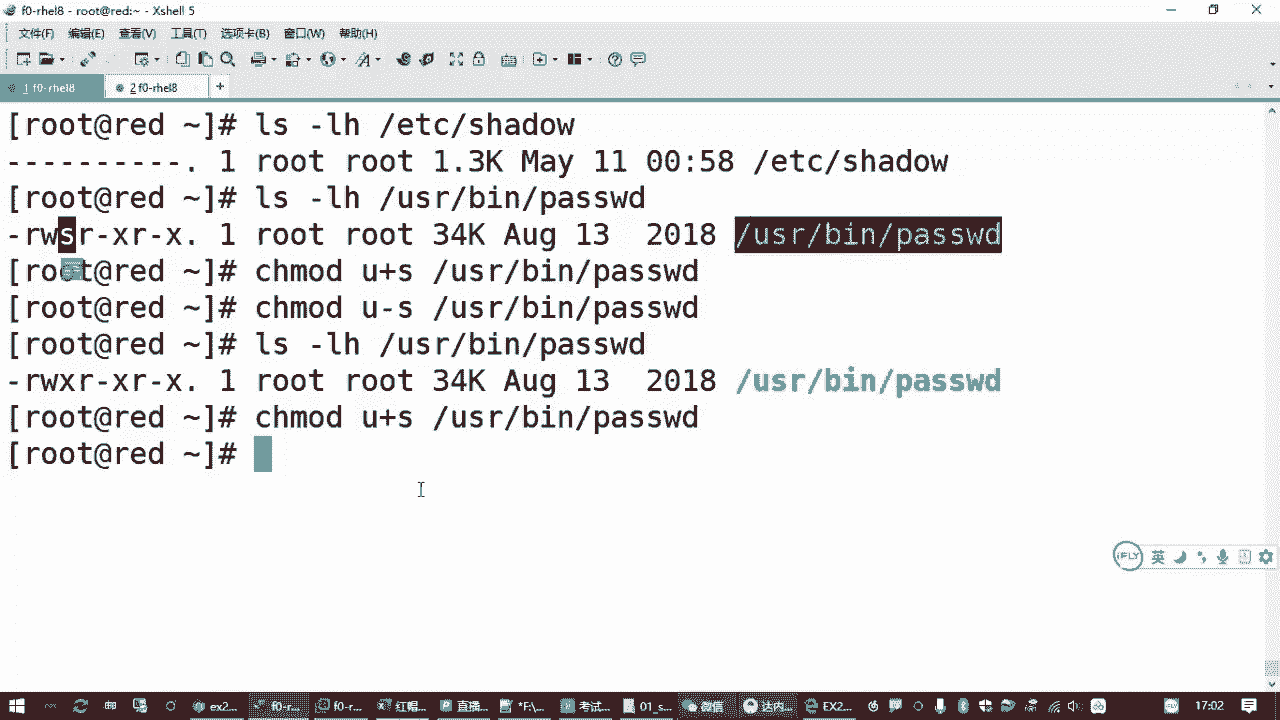 f0-rhel8 - root@red:~ - Xshell 5
文件(F) 编辑(E) 查看(V) 工具(T) 选项卡(B) 窗口(W) 帮助(H)
1 f0-rhel8 2 f0-rhel8 +
[root@red ~]# ls -lh /etc/shadow
----------. 1 root root 1.3K May 11 00:58 /etc/shadow
[root@red ~]# ls -lh /usr/bin/passwd
-rwsr-xr-x. 1 root root 34K Aug 13  2018 /usr/bin/passwd
[root@red ~]# chmod u+s /usr/bin/passwd
[root@red ~]# chmod u-s /usr/bin/passwd
[root@red ~]# ls -lh /usr/bin/passwd
-rwxr-xr-x. 1 root root 34K Aug 13  2018 /usr/bin/passwd
[root@red ~]# chmod u+s /usr/bin/passwd
[root@red ~]#
iFLY 英
ex2... f0-r... f0-r... 红帽... 直播... *F:\... 考试... 01_s... 微信 达内... EX2... 17:02